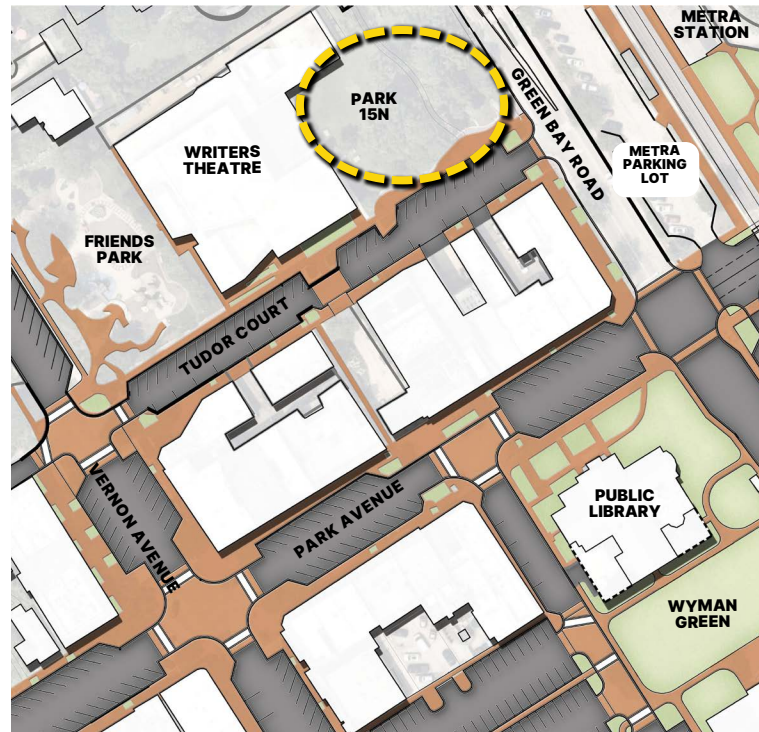 METRA
STATION
PARK
15N
GREEN BAY ROAD
WRITERS
THEATRE
METRA
PARKING
LOT
FRIENDS
PARK
TUDOR COURT
VERNON AVENUE
PARK AVENUE
PUBLIC
LIBRARY
WYMAN
GREEN